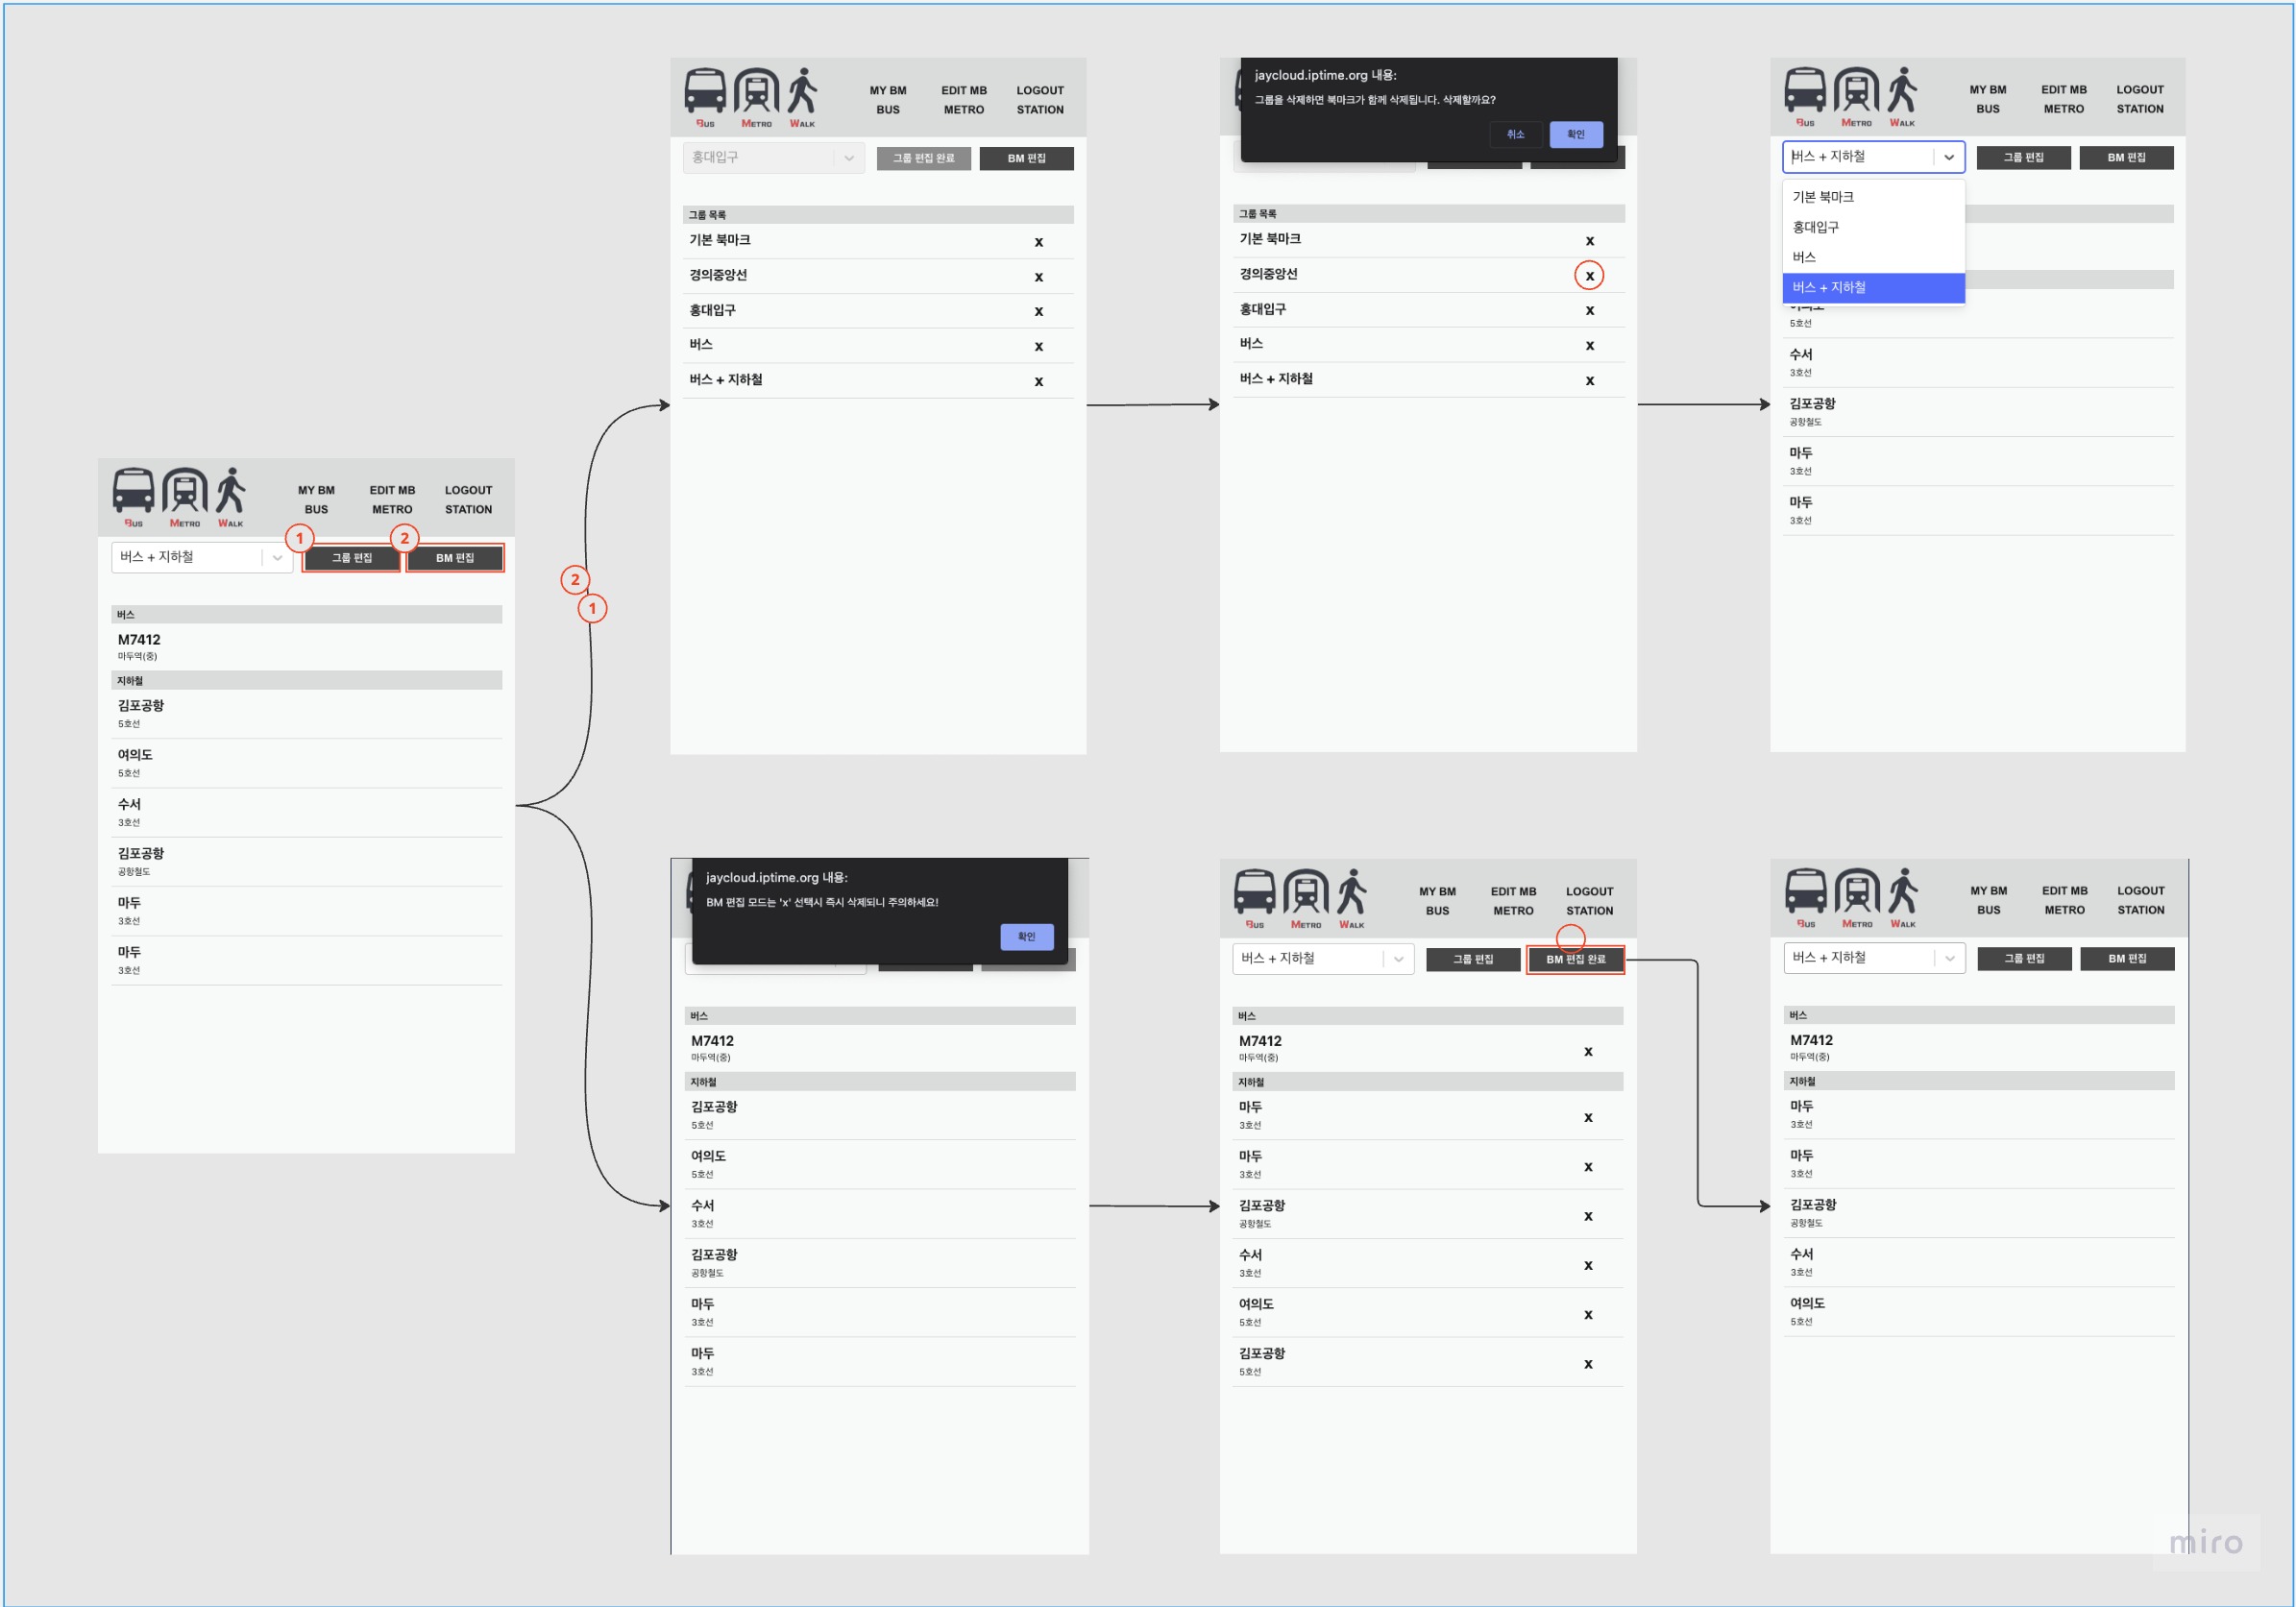 BUS METRO WALK
MY BM EDIT MB LOGOUT
BUS METRO STATION
1 2
버스 + 지하철 그룹 편집 BM 편집
버스
M7412
마두역(중)
지하철
김포공항
5호선
여의도
5호선
수서
3호선
김포공항
공항철도
마두
3호선
마두
3호선
2
1
BUS METRO WALK
MY BM EDIT MB LOGOUT
BUS METRO STATION
홍대입구 그룹 편집 완료 BM 편집
그룹 목록
기본 북마크 x
경의중앙선 x
홍대입구 x
버스 x
버스 + 지하철 x
jaycloud.iptime.org 내용:
그룹을 삭제하면 북마크가 함께 삭제됩니다. 삭제할까요?
취소 확인
그룹 목록
기본 북마크 x
경의중앙선 x
홍대입구 x
버스 x
버스 + 지하철 x
BUS METRO WALK
MY BM EDIT MB LOGOUT
BUS METRO STATION
버스 + 지하철 그룹 편집 BM 편집
기본 북마크
홍대입구
버스
버스 + 지하철
5호선
수서
3호선
김포공항
공항철도
마두
3호선
마두
3호선
jaycloud.iptime.org 내용:
BM 편집 모드는 'x' 선택시 즉시 삭제되니 주의하세요!
확인
버스
M7412
마두역(중)
지하철
김포공항
5호선
여의도
5호선
수서
3호선
김포공항
공항철도
마두
3호선
마두
3호선
BUS METRO WALK
MY BM EDIT MB LOGOUT
BUS METRO STATION
버스 + 지하철 그룹 편집 BM 편집 완료
버스
M7412
마두역(중) x
지하철
마두
3호선 x
마두
3호선 x
김포공항
공항철도 x
수서
3호선 x
여의도
5호선 x
김포공항
5호선 x
BUS METRO WALK
MY BM EDIT MB LOGOUT
BUS METRO STATION
버스 + 지하철 그룹 편집 BM 편집
버스
M7412
마두역(중)
지하철
마두
3호선
마두
3호선
김포공항
공항철도
수서
3호선
여의도
5호선
miro